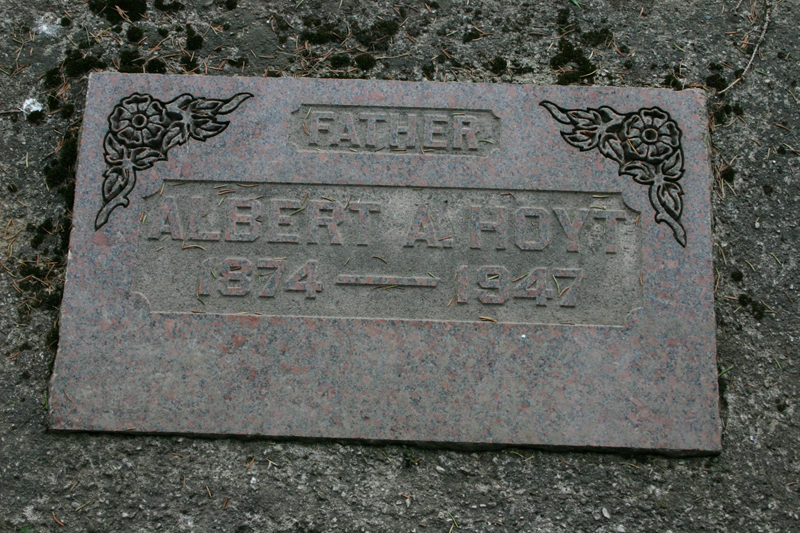 FATHER
ALBERT A. HOYT
1874 — 1947